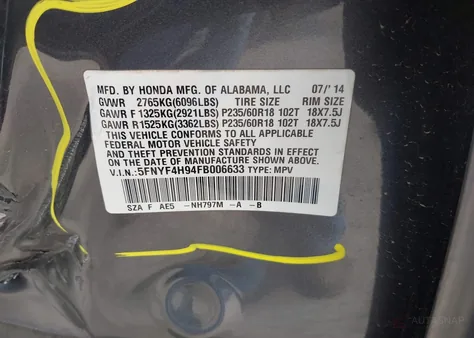 MFD. BY HONDA MFG. OF ALABAMA, LLC 07/'14
GVWR 2765KG(6096LBS) TIRE SIZE RIM SIZE
GAWR F 1325KG(2921LBS) P235/60R18 102T 18X7.5J
GAWR R1525KG(3362LBS) P235/60R18 102T 18X7.5J
THIS VEHICLE CONFORMS TO ALL APPLICABLE
FEDERAL MOTOR VEHICLE SAFETY
AND THEFT PREVENTION STANDARDS IN EFFECT ON
THE DATE OF MANUFACTURE SHOWN ABOVE.
V.I.N.:5FNYF4H94FB006633 TYPE: MPV
SZA F AE5 -NH797M -A -B
AUTASNAP